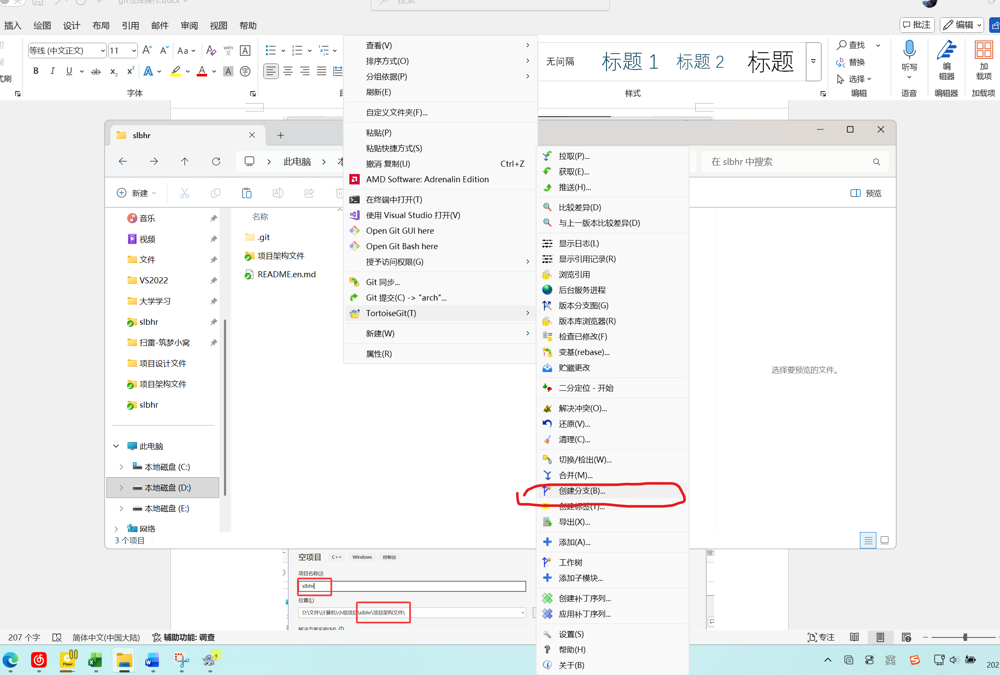 git仓库操作.docx
搜索
插入 绘图 设计 布局 引用 邮件 审阅 视图 帮助
批注 编辑
等线 (中文正文) 11 Aa wén 文 A
B I U ab x₂ x² A A A 字
式刷
字体
无间隔 标题 1 标题 2 标题
样式
查找
替换
选择
编辑
听写
语音
编
辑器
编辑器
加
载项
加载项
查看(V)
排序方式(O)
分组依据(P)
刷新(E)
自定义文件夹(F)...
粘贴(P)
粘贴快捷方式(S)
撤消 复制(U) Ctrl+Z
AMD Software: Adrenalin Edition
在终端中打开(T)
使用 Visual Studio 打开(V)
Open Git GUI here
Open Git Bash here
授予访问权限(G)
Git 同步...
Git 提交(C) -> "arch"...
TortoiseGit(T)
新建(W)
属性(R)
slbhr
此电脑
在 slbhr 中搜索
新建
预览
音乐
视频
文件
VS2022
大学学习
slbhr
扫雷-筑梦小窝
项目设计文件
项目架构文件
slbhr
此电脑
本地磁盘 (C:)
本地磁盘 (D:)
本地磁盘 (E:)
网络
3 个项目
名称
.git
项目架构文件
README.en.md
选择要预览的文件。
拉取(P)...
获取(E)...
推送(H)...
比较差异(D)
与上一版本比较差异(D)
显示日志(L)
显示引用记录(R)
浏览引用
后台服务进程
版本分支图(G)
版本库浏览器(R)
检查已修改(F)
变基(rebase)...
贮藏更改
二分定位 - 开始
解决冲突(O)...
还原(V)...
清理(C)...
切换/检出(W)...
合并(M)...
创建分支(B)...
创建标签(T)...
导出(X)...
添加(A)...
工作树
添加子模块...
创建补丁序列...
应用补丁序列...
设置(S)
帮助(H)
关于(B)
空项目 C++ Windows 控制台
项目名称(J)
slbhr
位置(L)
D:\文件\计算机\小组项目\slbhr\项目架构文件\
解决方案名称(M)
207 个字 简体中文(中国大陆) 辅助功能: 调查
专注
Player
英
202